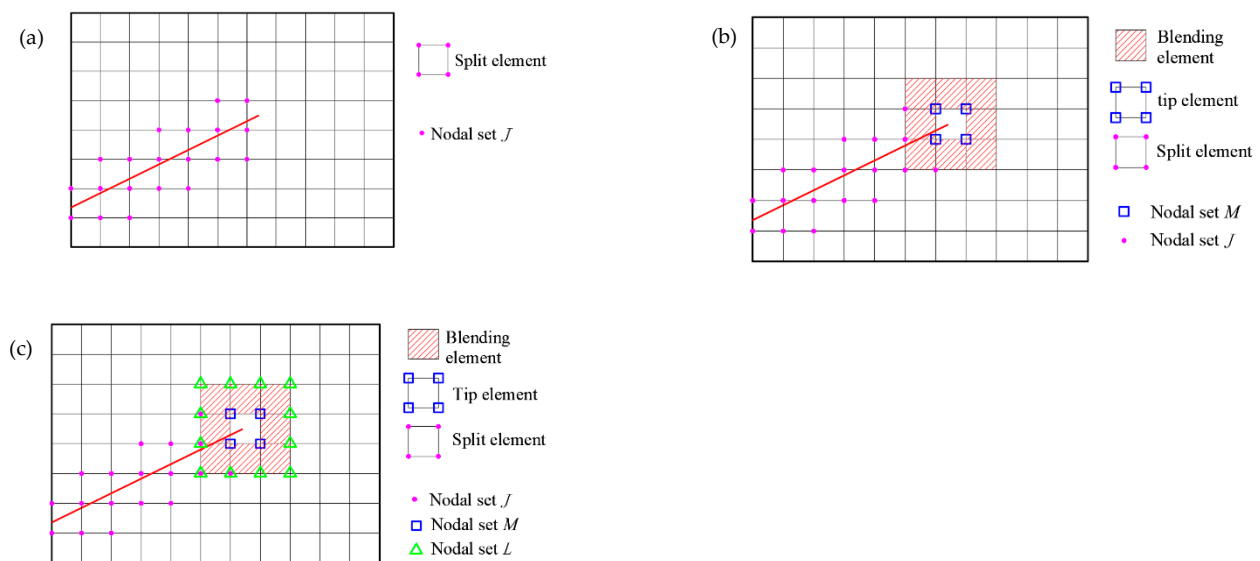 (a)
Split element
Nodal set J
(b)
Blending
element
tip element
Split element
Nodal set M
Nodal set J
(c)
Blending
element
Tip element
Split element
Nodal set J
Nodal set M
Nodal set L